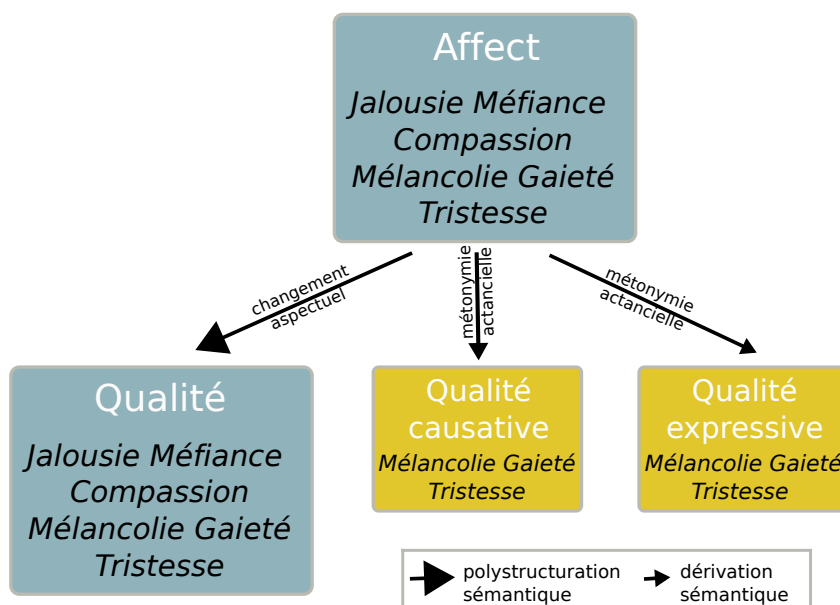 Affect
Jalousie Méfiance
Compassion
Mélancolie Gaieté
Tristesse
changement
aspectuel
métonymie
actancielle
métonymie
actancielle
Qualité
Jalousie Méfiance
Compassion
Mélancolie Gaieté
Tristesse
Qualité
causative
Mélancolie Gaieté
Tristesse
Qualité
expressive
Mélancolie Gaieté
Tristesse
polystructuration
sémantique
dérivation
sémantique